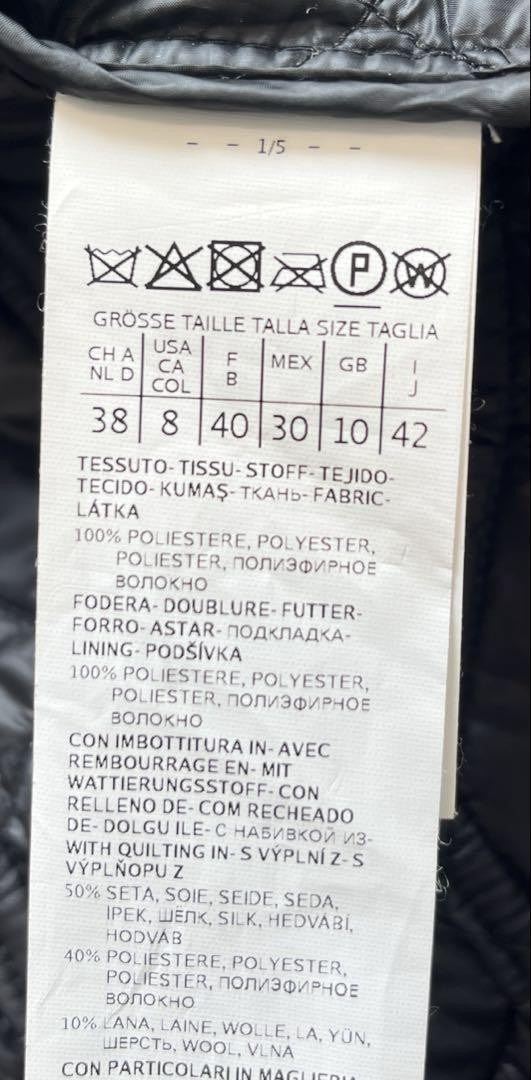 - - 1/5 - -
P W
GRÖSSE TAILLE TALLA SIZE TAGLIA
CH A NL D USA CA COL F B MEX GB I J
38 8 40 30 10 42
TESSUTO- TISSU- STOFF- TEJIDO-
TECIDO- KUMAŞ- ТКАНЬ- FABRIC-
LÁTKA
100% POLIESTERE, POLYESTER,
POLIESTER, ПОЛИЭФИРНОЕ
ВОЛОКНО
FODERA- DOUBLURE- FUTTER-
FORRO- ASTAR- ПОДКЛАДКА-
LINING- PODŠÍVKA
100% POLIESTERE, POLYESTER,
POLIESTER, ПОЛИЭФИРНОЕ
ВОЛОКНО
CON IMBOTTITURA IN- AVEC
REMBOURRAGE EN- MIT
WATTIERUNGSSTOFF- CON
RELLENO DE- COM RECHEADO
DE- DOLGU ILE- С НАБИВКОЙ ИЗ-
WITH QUILTING IN- S VÝPLNÍ Z- S
VÝPLŇOPU Z
50% SETA, SOIE, SEIDE, SEDA,
IPEK, ШЁЛК, SILK, HEDVÁBÍ,
HODVÁB
40% POLIESTERE, POLYESTER,
POLIESTER, ПОЛИЭФИРНОЕ
ВОЛОКНО
10% LANA, LAINE, WOLLE, LA, YÜN,
ШЕРСТЬ, WOOL, VLNA
CON PARTICOLARI IN MAGLIERIA